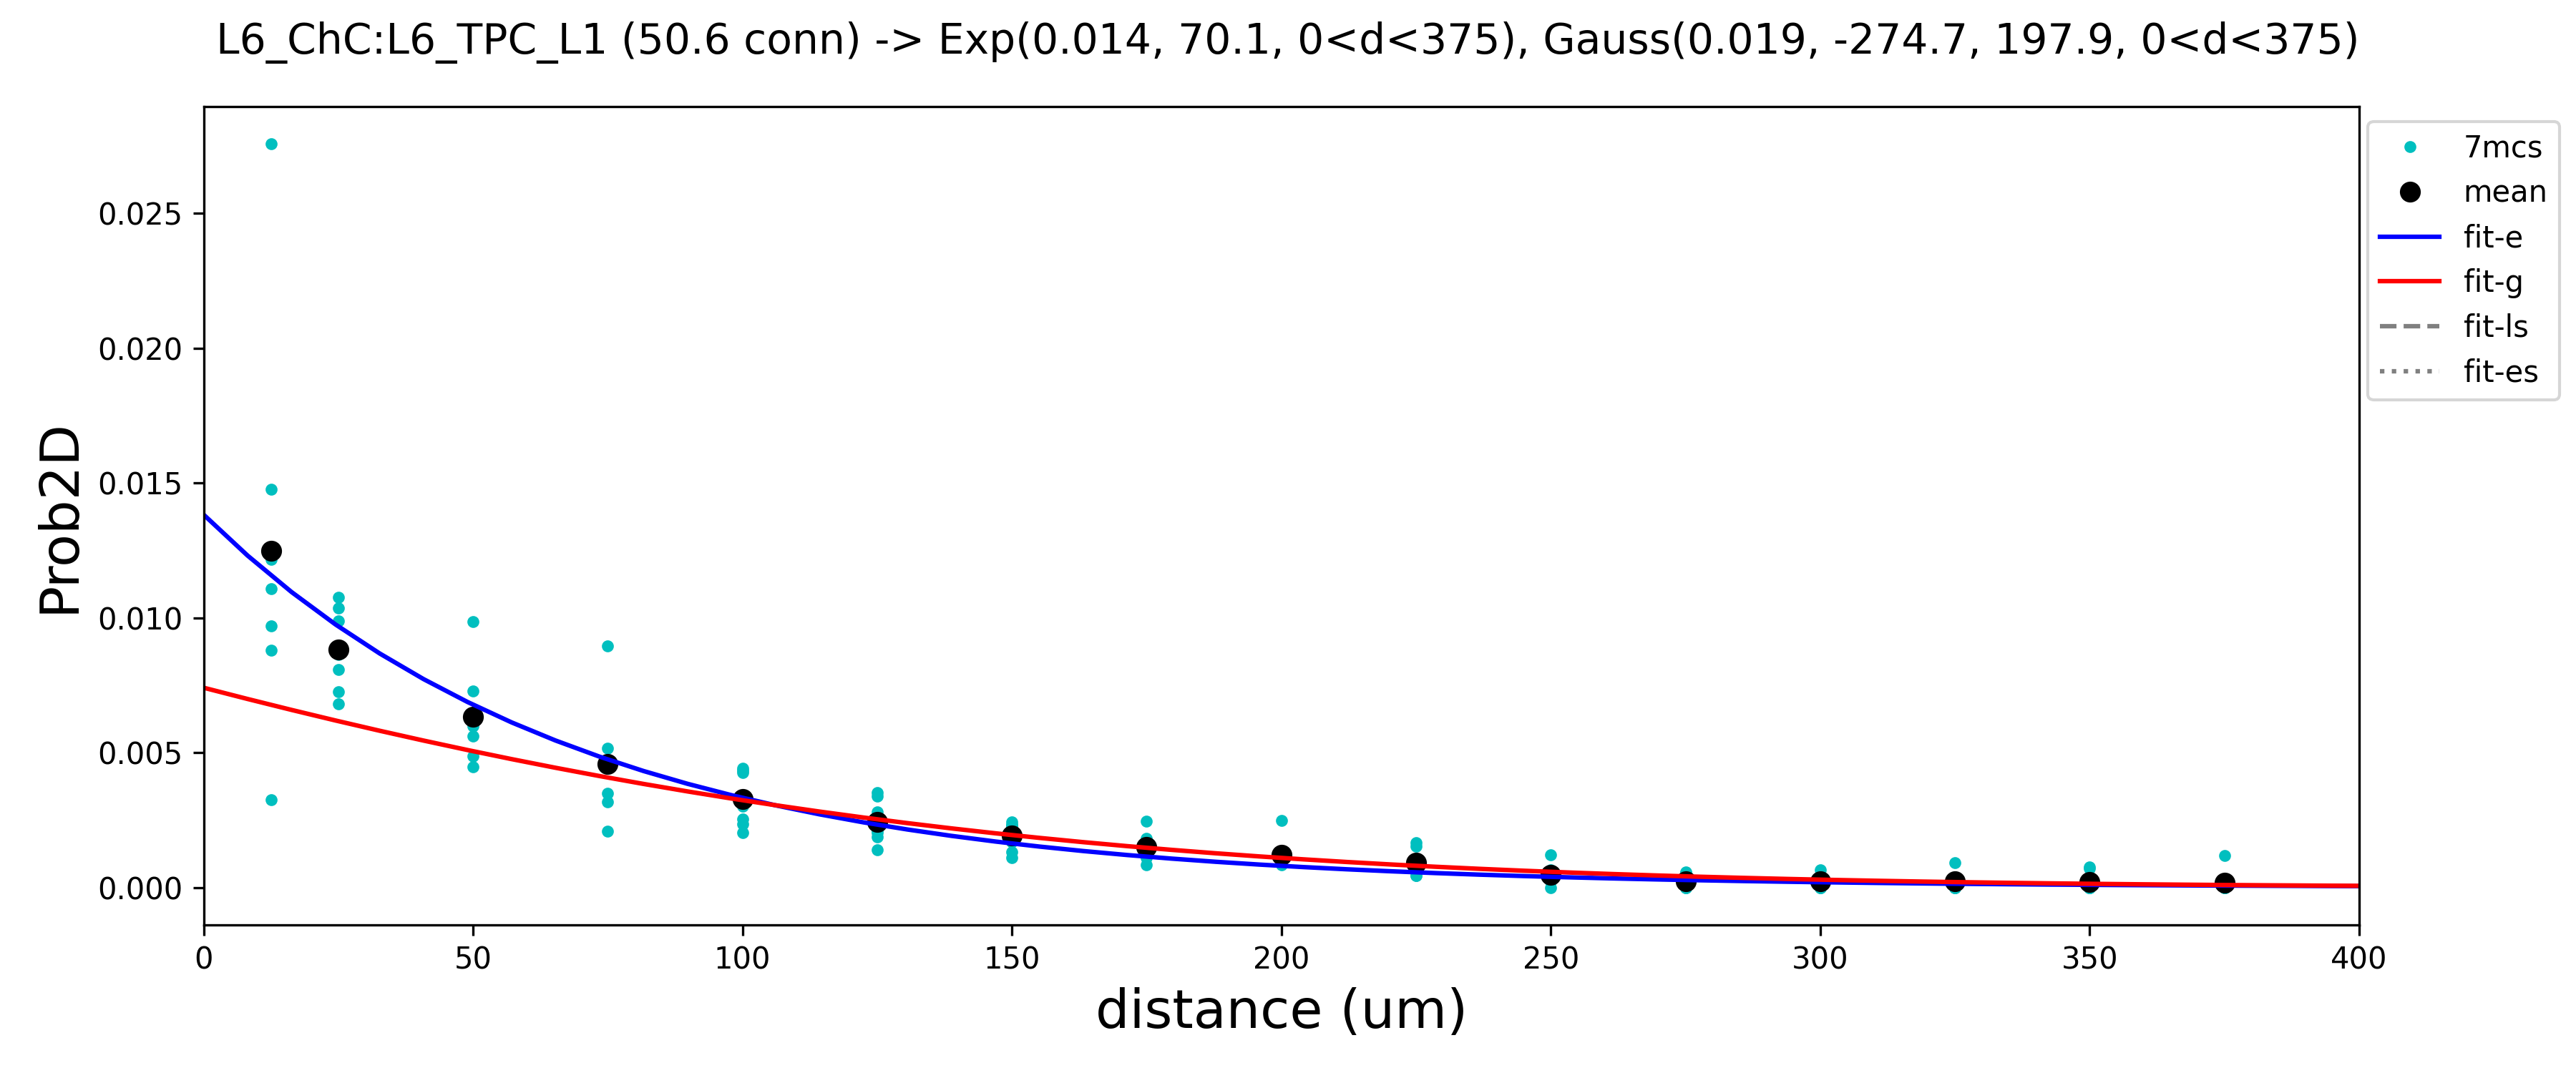 L6_ChC:L6_TPC_L1 (50.6 conn) -> Exp(0.014, 70.1, 0<d<375), Gauss(0.019, -274.7, 197.9, 0<d<375)
7mcs
mean
fit-e
fit-g
fit-ls
fit-es
Prob2D
0.025
0.020
0.015
0.010
0.005
0.000
0 50 100 150 200 250 300 350 400
distance (um)